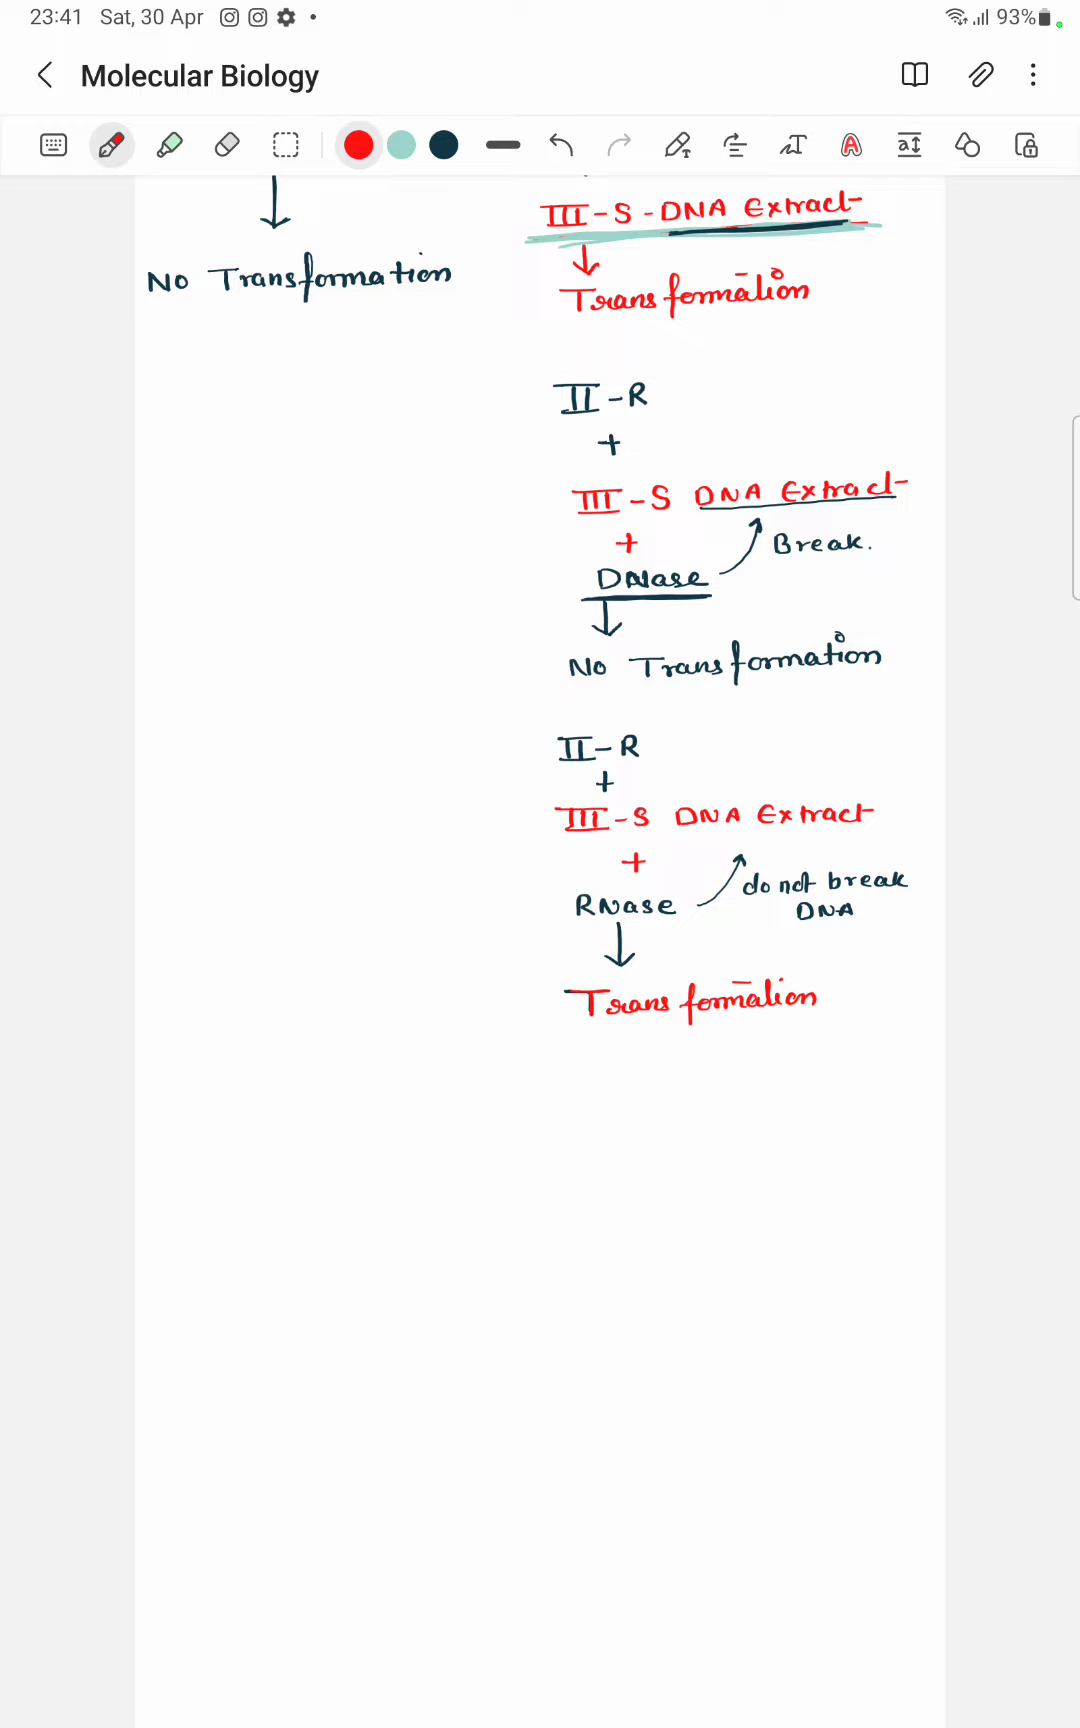 23:41 Sat, 30 Apr
93%
Molecular Biology
III-S-DNA Extract
No Transformation
Transformation
II-R
+
III-S DNA Extract
+
Break.
DNase
No Transformation
II-R
+
III-S DNA Extract
+
do not break
RNase
DNA
Transformation